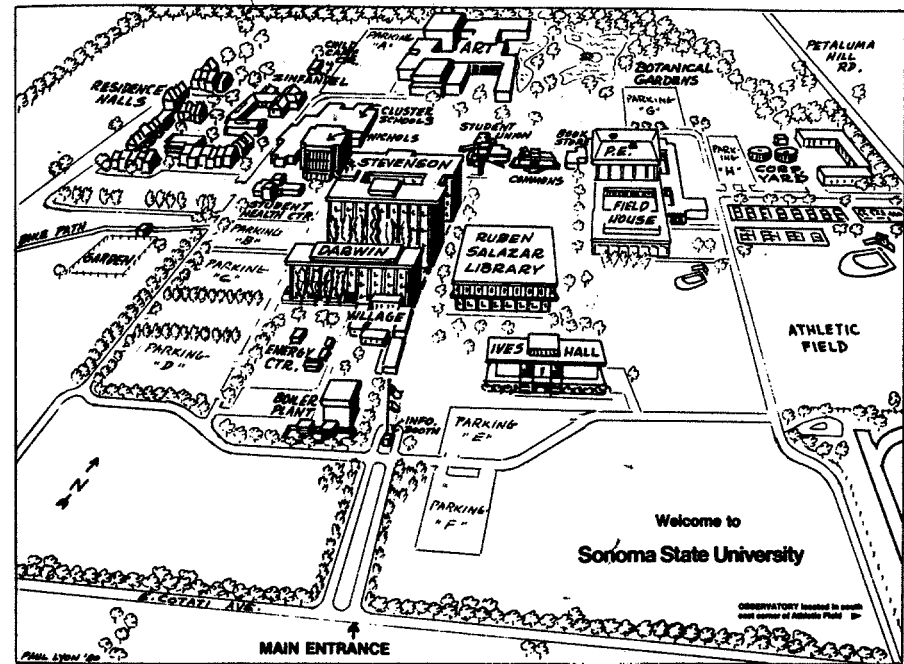 PARKING
"A"
ART
PETALUMA
HILL
RD.
CHILD
CARE
CTR.
RESIDENCE
HALLS
ZINFANDEL
BOTANICAL
GARDENS
PARKING
"G"
CLUSTER
SCHOOLS
NICHOLS
STUDENT
UNION
BOOK
STORE
P.E.
PARK-
ING
"H"
CORP
YARD
STEVENSON
COMMONS
STUDENT
HEALTH CTR.
FIELD
HOUSE
BIKE PATH
PARKING
"B"
GARDEN
DARWIN
RUBEN
SALAZAR
LIBRARY
PARKING
"C"
VILLAGE
ATHLETIC
FIELD
PARKING
"D"
ENERGY
CTR.
IVES HALL
BOILER
PLANT
INFO.
BOOTH
PARKING
"E"
N
PARKING
"F"
Welcome to
Sonoma State University
E. COTATI AVE.
OBSERVATORY located in south
east corner of Athletic Field
MAIN ENTRANCE
PAUL LYON '80